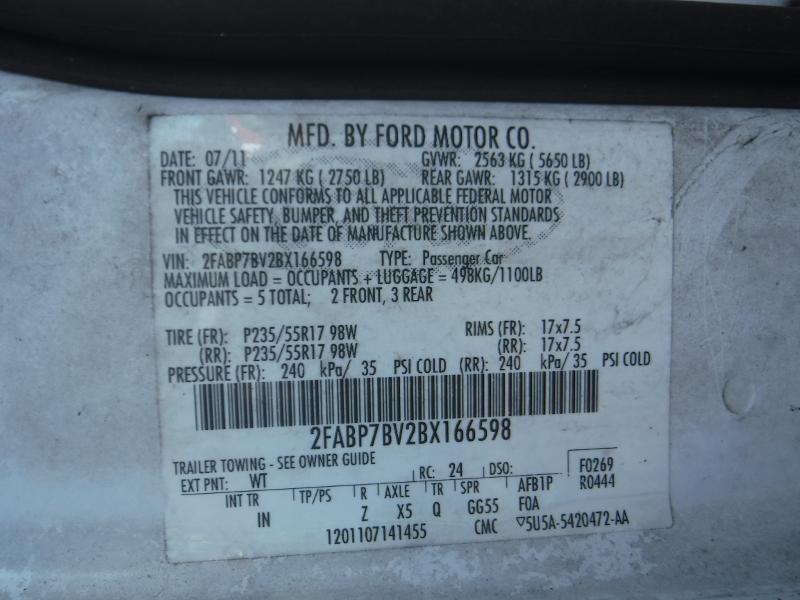 MFD. BY FORD MOTOR CO.
DATE: 07/11 GVWR: 2563 KG ( 5650 LB)
FRONT GAWR: 1247 KG ( 2750 LB) REAR GAWR: 1315 KG ( 2900 LB)
THIS VEHICLE CONFORMS TO ALL APPLICABLE FEDERAL MOTOR
VEHICLE SAFETY, BUMPER, AND THEFT PREVENTION STANDARDS
IN EFFECT ON THE DATE OF MANUFACTURE SHOWN ABOVE.
VIN: 2FABP7BV2BX166598 TYPE: Passenger Car
MAXIMUM LOAD = OCCUPANTS + LUGGAGE = 498KG/1100LB
OCCUPANTS = 5 TOTAL; 2 FRONT, 3 REAR
TIRE (FR): P235/55R17 98W RIMS (FR): 17x7.5
(RR): P235/55R17 98W (RR): 17x7.5
PRESSURE (FR): 240 kPa/ 35 PSI COLD (RR): 240 kPa/ 35 PSI COLD
2FABP7BV2BX166598
TRAILER TOWING - SEE OWNER GUIDE
EXT PNT: WT RC: 24 DSO: F0269
R0444
INT TR TP/PS R AXLE TR SPR AFB1P
IN Z X5 Q GG55 F0A
1201107141455 CMC ▽5U5A-5420472-AA